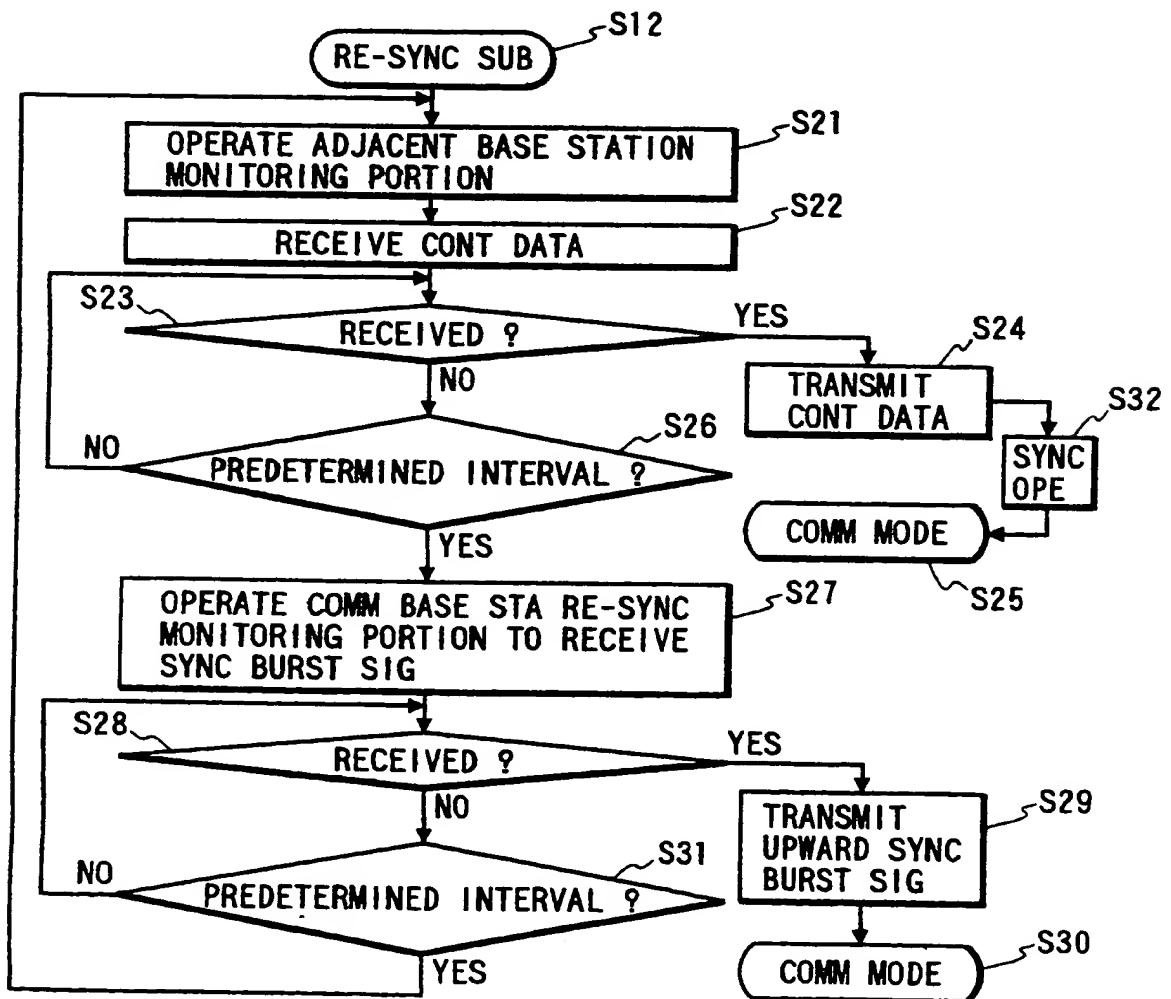 S12
RE-SYNC SUB
S21
OPERATE ADJACENT BASE STATION
MONITORING PORTION
S22
RECEIVE CONT DATA
S23
RECEIVED ?
YES
NO
S24
TRANSMIT
CONT DATA
S32
SYNC
OPE
S26
PREDETERMINED INTERVAL ?
NO
YES
COMM MODE
S25
S27
OPERATE COMM BASE STA RE-SYNC
MONITORING PORTION TO RECEIVE
SYNC BURST SIG
S28
RECEIVED ?
YES
NO
S29
TRANSMIT
UPWARD SYNC
BURST SIG
S31
PREDETERMINED INTERVAL ?
NO
YES
COMM MODE
S30